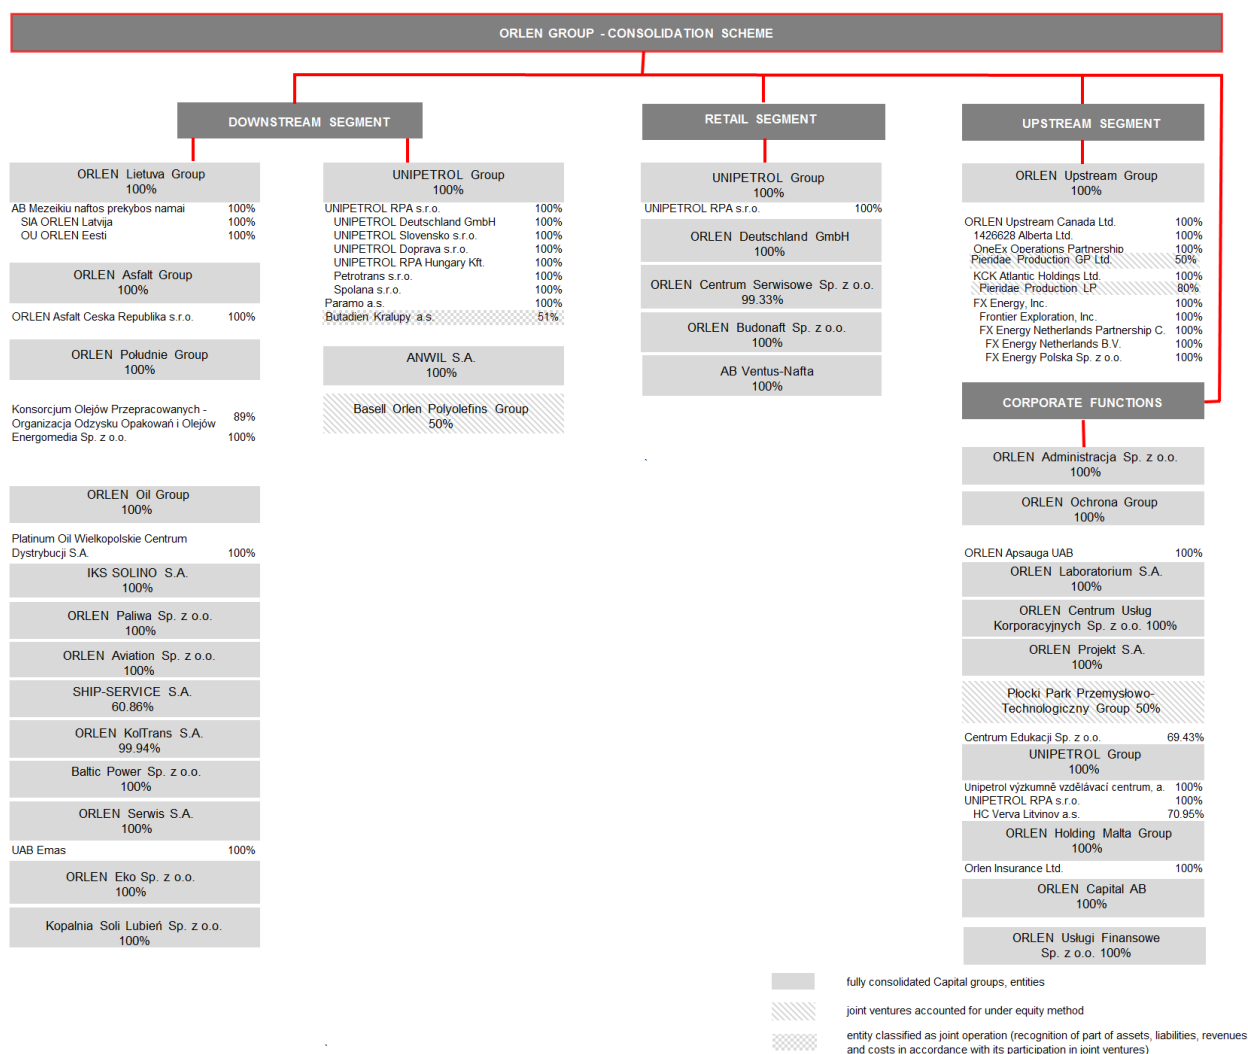 ORLEN GROUP - CONSOLIDATION SCHEME
DOWNSTREAM SEGMENT
ORLEN Lietuva Group
100%
AB Mezeikiu naftos prekybos namai 100%
SIA ORLEN Latvija 100%
OU ORLEN Eesti 100%
ORLEN Asfalt Group
100%
ORLEN Asfalt Ceska Republika s.r.o. 100%
ORLEN Południe Group
100%
Konsorcjum Olejów Przepracowanych -
Organizacja Odzysku Opakowań i Olejów 89%
Energomedia Sp. z o.o. 100%
ORLEN Oil Group
100%
Platinum Oil Wielkopolskie Centrum
Dystrybucji S.A. 100%
IKS SOLINO S.A.
100%
ORLEN Paliwa Sp. z o.o.
100%
ORLEN Aviation Sp. z o.o.
100%
SHIP-SERVICE S.A.
60.86%
ORLEN KolTrans S.A.
99.94%
Baltic Power Sp. z o.o.
100%
ORLEN Serwis S.A.
100%
UAB Emas 100%
ORLEN Eko Sp. z o.o.
100%
Kopalnia Soli Lubień Sp. z o.o.
100%
UNIPETROL Group
100%
UNIPETROL RPA s.r.o. 100%
UNIPETROL Deutschland GmbH 100%
UNIPETROL Slovensko s.r.o. 100%
UNIPETROL Doprava s.r.o. 100%
UNIPETROL RPA Hungary Kft. 100%
Petrotrans s.r.o. 100%
Spolana s.r.o. 100%
Paramo a.s. 100%
Butadien Kralupy a.s. 51%
ANWIL S.A.
100%
Basell Orlen Polyolefins Group
50%
RETAIL SEGMENT
UNIPETROL Group
100%
UNIPETROL RPA s.r.o. 100%
ORLEN Deutschland GmbH
100%
ORLEN Centrum Serwisowe Sp. z o.o.
99.33%
ORLEN Budonaft Sp. z o.o.
100%
AB Ventus-Nafta
100%
UPSTREAM SEGMENT
ORLEN Upstream Group
100%
ORLEN Upstream Canada Ltd. 100%
1426628 Alberta Ltd. 100%
OneEx Operations Partnership 100%
Pieridae Production GP Ltd. 50%
KCK Atlantic Holdings Ltd. 100%
Pieridae Production LP 80%
FX Energy, Inc. 100%
Frontier Exploration, Inc. 100%
FX Energy Netherlands Partnership C. 100%
FX Energy Netherlands B.V. 100%
FX Energy Polska Sp. z o.o. 100%
CORPORATE FUNCTIONS
ORLEN Administracja Sp. z o.o.
100%
ORLEN Ochrona Group
100%
ORLEN Apsauga UAB 100%
ORLEN Laboratorium S.A.
100%
ORLEN Centrum Usług
Korporacyjnych Sp. z o.o. 100%
ORLEN Projekt S.A.
100%
Płocki Park Przemysłowo-
Technologiczny Group 50%
Centrum Edukacji Sp. z o.o. 69.43%
UNIPETROL Group
100%
Unipetrol výzkumně vzdělávací centrum, a. 100%
UNIPETROL RPA s.r.o. 100%
HC Verva Litvinov a.s. 70.95%
ORLEN Holding Malta Group
100%
Orlen Insurance Ltd. 100%
ORLEN Capital AB
100%
ORLEN Usługi Finansowe
Sp. z o.o. 100%
fully consolidated Capital groups, entities
joint ventures accounted for under equity method
entity classified as joint operation (recognition of part of assets, liabilities, revenues
and costs in accordance with its participation in joint ventures)